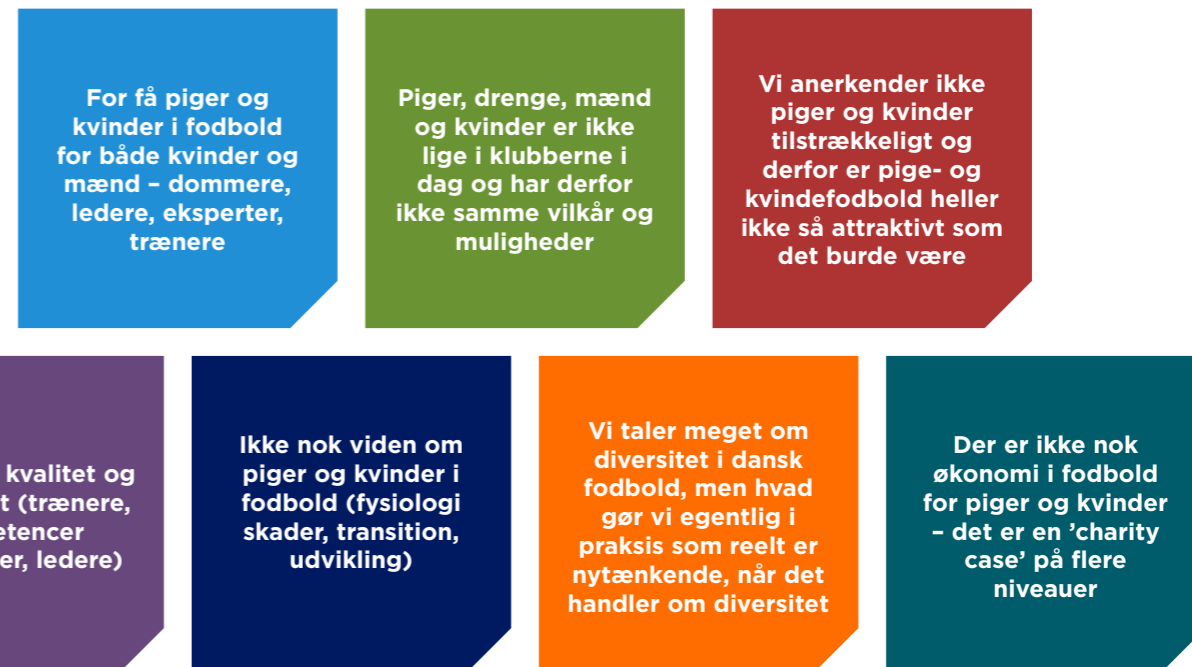 For få piger og
kvinder i fodbold
for både kvinder og
mænd – dommere,
ledere, eksperter,
trænere
Piger, drenge, mænd
og kvinder er ikke
lige i klubberne i
dag og har derfor
ikke samme vilkår og
muligheder
Vi anerkender ikke
piger og kvinder
tilstrækkeligt og
derfor er pige- og
kvindefodbold heller
ikke så attraktivt som
det burde være
kvalitet og
t (trænere,
etencer
er, ledere)
Ikke nok viden om
piger og kvinder i
fodbold (fysiologi
skader, transition,
udvikling)
Vi taler meget om
diversitet i dansk
fodbold, men hvad
gør vi egentlig i
praksis som reelt er
nytænkende, når det
handler om diversitet
Der er ikke nok
økonomi i fodbold
for piger og kvinder
– det er en ’charity
case’ på flere
niveauer